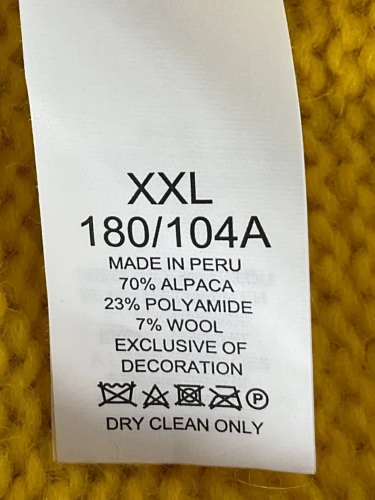 XXL
180/104A
MADE IN PERU
70% ALPACA
23% POLYAMIDE
7% WOOL
EXCLUSIVE OF
DECORATION
P
DRY CLEAN ONLY